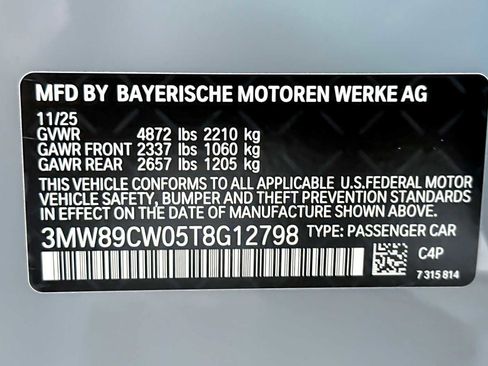 MFD BY BAYERISCHE MOTOREN WERKE AG
11/25
GVWR 4872 lbs 2210 kg
GAWR FRONT 2337 lbs 1060 kg
GAWR REAR 2657 lbs 1205 kg
THIS VEHICLE CONFORMS TO ALL APPLICABLE U.S.FEDERAL MOTOR
VEHICLE SAFETY, BUMPER AND THEFT PREVENTION STANDARDS
IN EFFECT ON THE DATE OF MANUFACTURE SHOWN ABOVE.
3MW89CW05T8G12798 TYPE: PASSENGER CAR
C4P
7 315 814